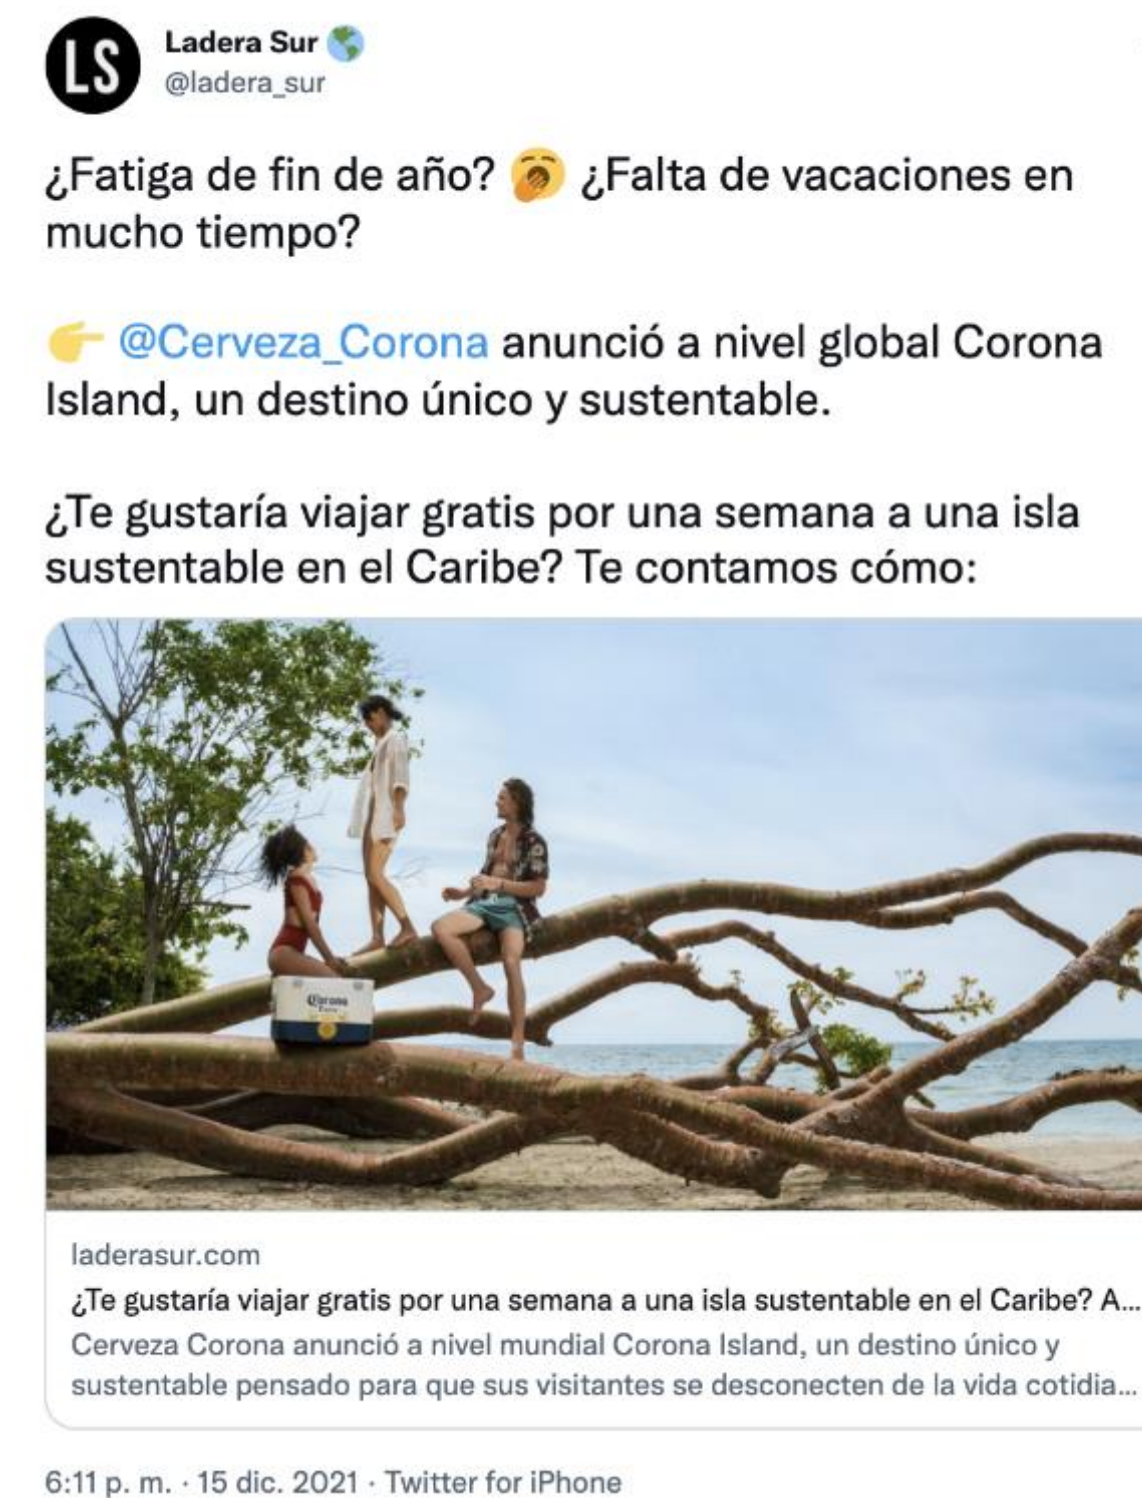 LS
Ladera Sur 🌎
@ladera_sur
¿Fatiga de fin de año? 🥱 ¿Falta de vacaciones en
mucho tiempo?
👉 @Cerveza_Corona anunció a nivel global Corona
Island, un destino único y sustentable.
¿Te gustaría viajar gratis por una semana a una isla
sustentable en el Caribe? Te contamos cómo:
Corona
Extra
laderasur.com
¿Te gustaría viajar gratis por una semana a una isla sustentable en el Caribe? A...
Cerveza Corona anunció a nivel mundial Corona Island, un destino único y
sustentable pensado para que sus visitantes se desconecten de la vida cotidia...
6:11 p. m. · 15 dic. 2021 · Twitter for iPhone